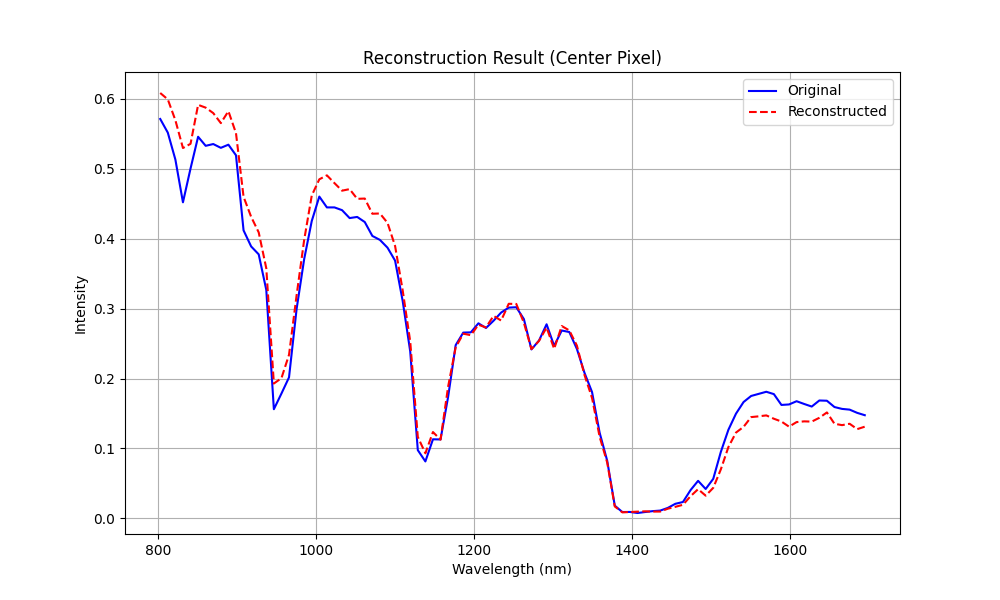 Reconstruction Result (Center Pixel)
Original
Reconstructed
Intensity
0.6
0.5
0.4
0.3
0.2
0.1
0.0
800 1000 1200 1400 1600
Wavelength (nm)